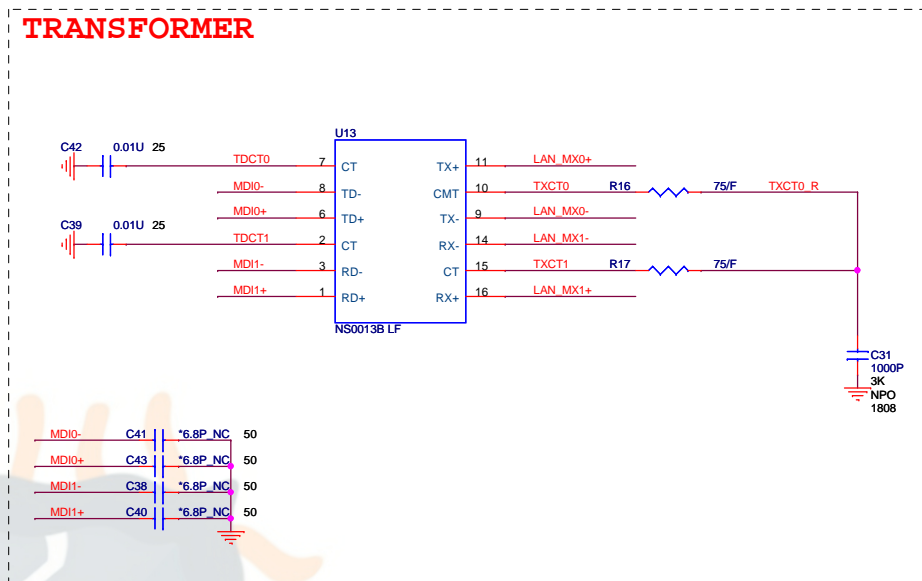 TRANSFORMER
U13
C42 0.01U 25 TDCT0 7 CT TX+ 11 LAN_MX0+
MDI0- 8 TD- CMT 10 TXCT0 R16 75/F TXCT0_R
MDI0+ 6 TD+ TX- 9 LAN_MX0-
C39 0.01U 25 TDCT1 2 CT RX- 14 LAN_MX1-
MDI1- 3 RD- CT 15 TXCT1 R17 75/F
MDI1+ 1 RD+ RX+ 16 LAN_MX1+
NS0013B LF
C31
1000P
3K
NPO
1808
MDI0- C41 *6.8P_NC 50
MDI0+ C43 *6.8P_NC 50
MDI1- C38 *6.8P_NC 50
MDI1+ C40 *6.8P_NC 50